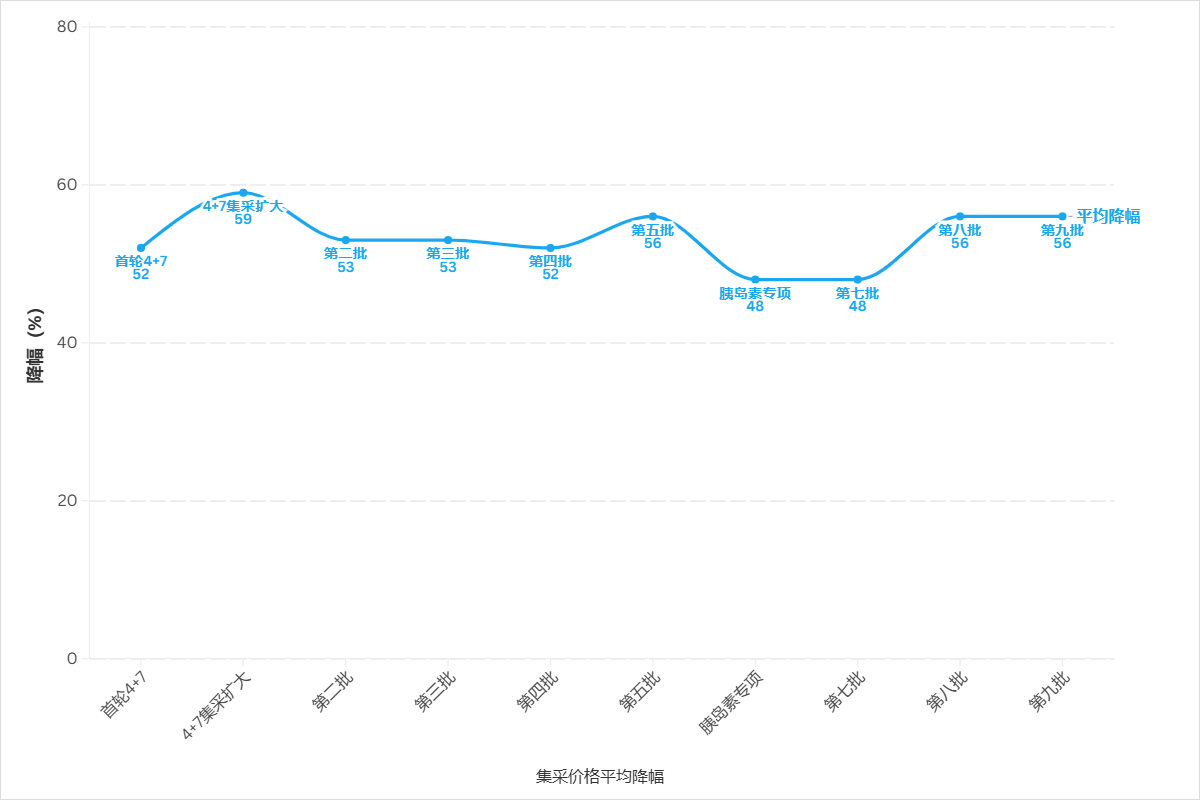 80
60
40
20
0
降幅（%）
首轮4+7
52
4+7集采扩大
59
第二批
53
第三批
53
第四批
52
第五批
56
胰岛素专项
48
第七批
48
第八批
56
第九批
56
平均降幅
首轮4+7
4+7集采扩大
第二批
第三批
第四批
第五批
胰岛素专项
第七批
第八批
第九批
集采价格平均降幅